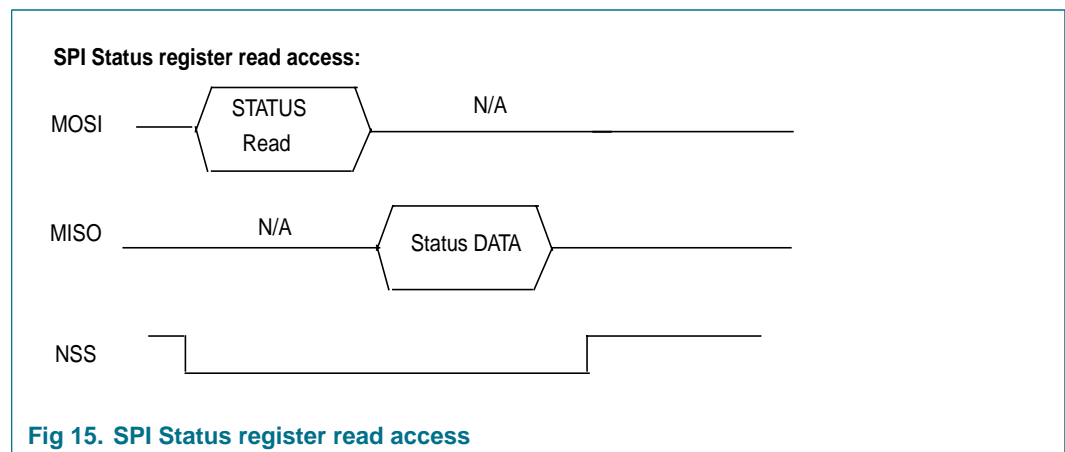 SPI Status register read access:
MOSI
STATUS
Read
N/A
MISO
N/A
Status DATA
NSS
Fig 15. SPI Status register read access